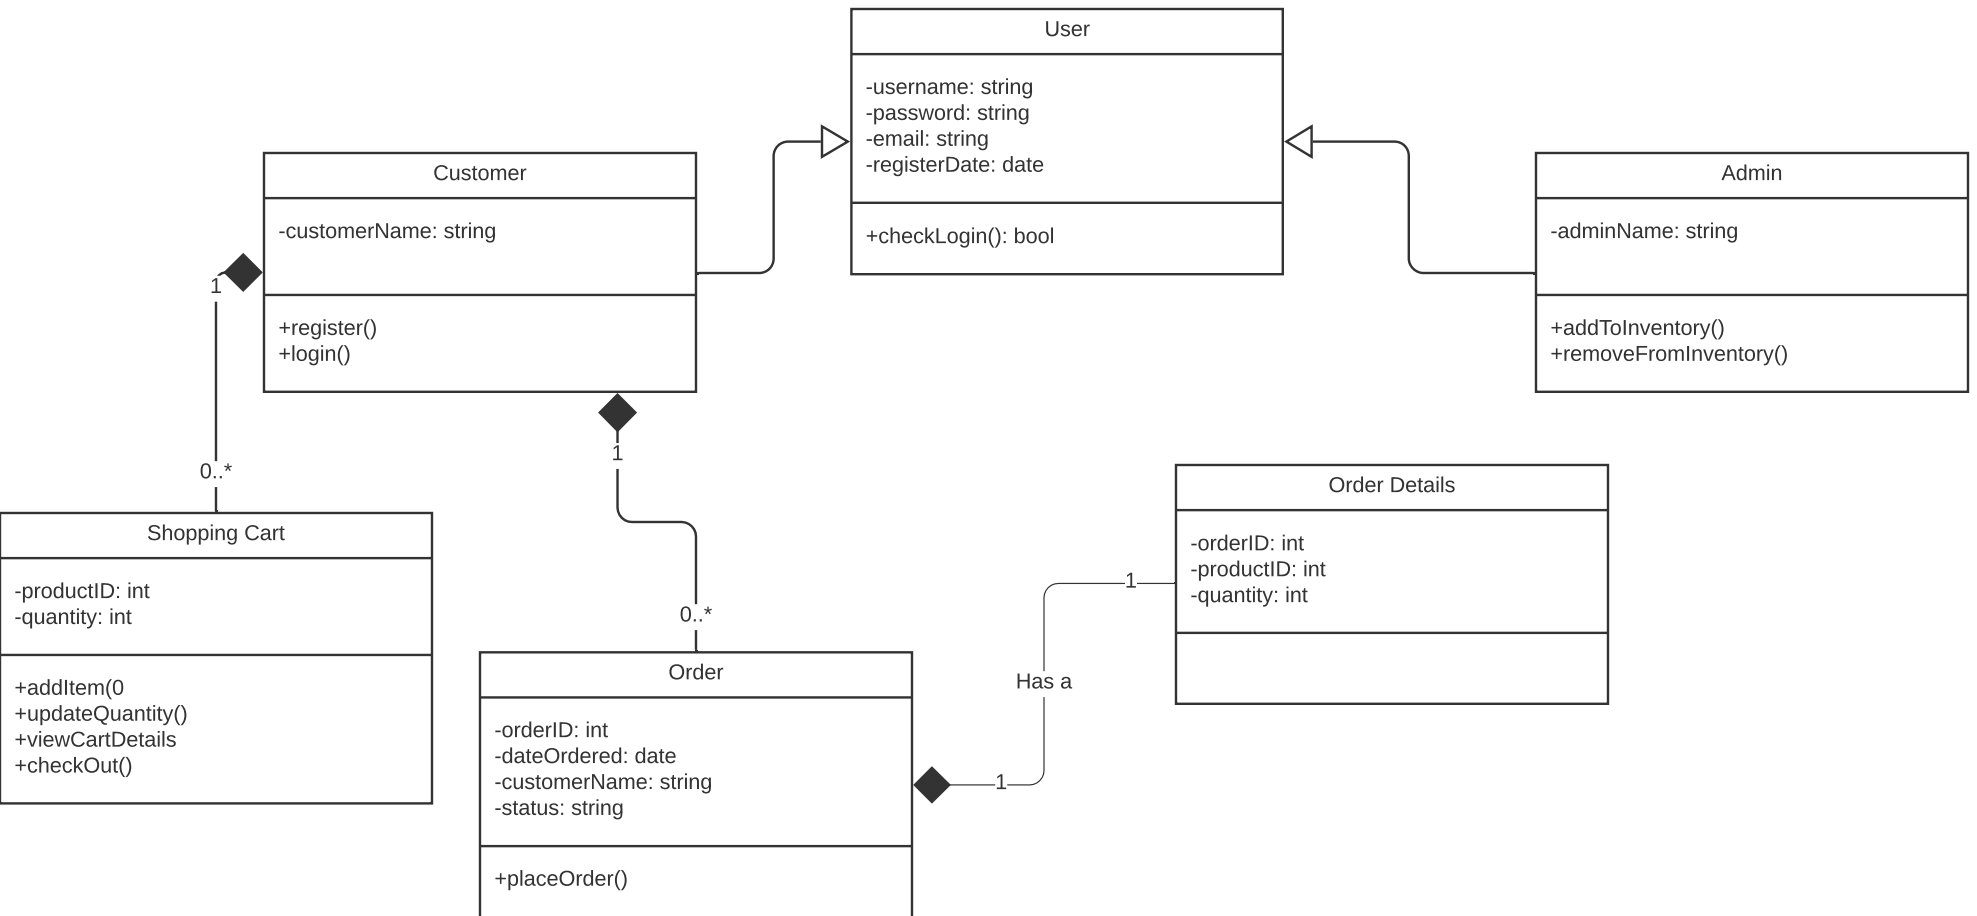 User
-username: string
-password: string
-email: string
-registerDate: date
+checkLogin(): bool
Customer
-customerName: string
+register()
+login()
Admin
-adminName: string
+addToInventory()
+removeFromInventory()
1
0..*
1
0..*
Shopping Cart
-productID: int
-quantity: int
+addItem(0
+updateQuantity()
+viewCartDetails
+checkOut()
Order
-orderID: int
-dateOrdered: date
-customerName: string
-status: string
+placeOrder()
1
Has a
1
Order Details
-orderID: int
-productID: int
-quantity: int